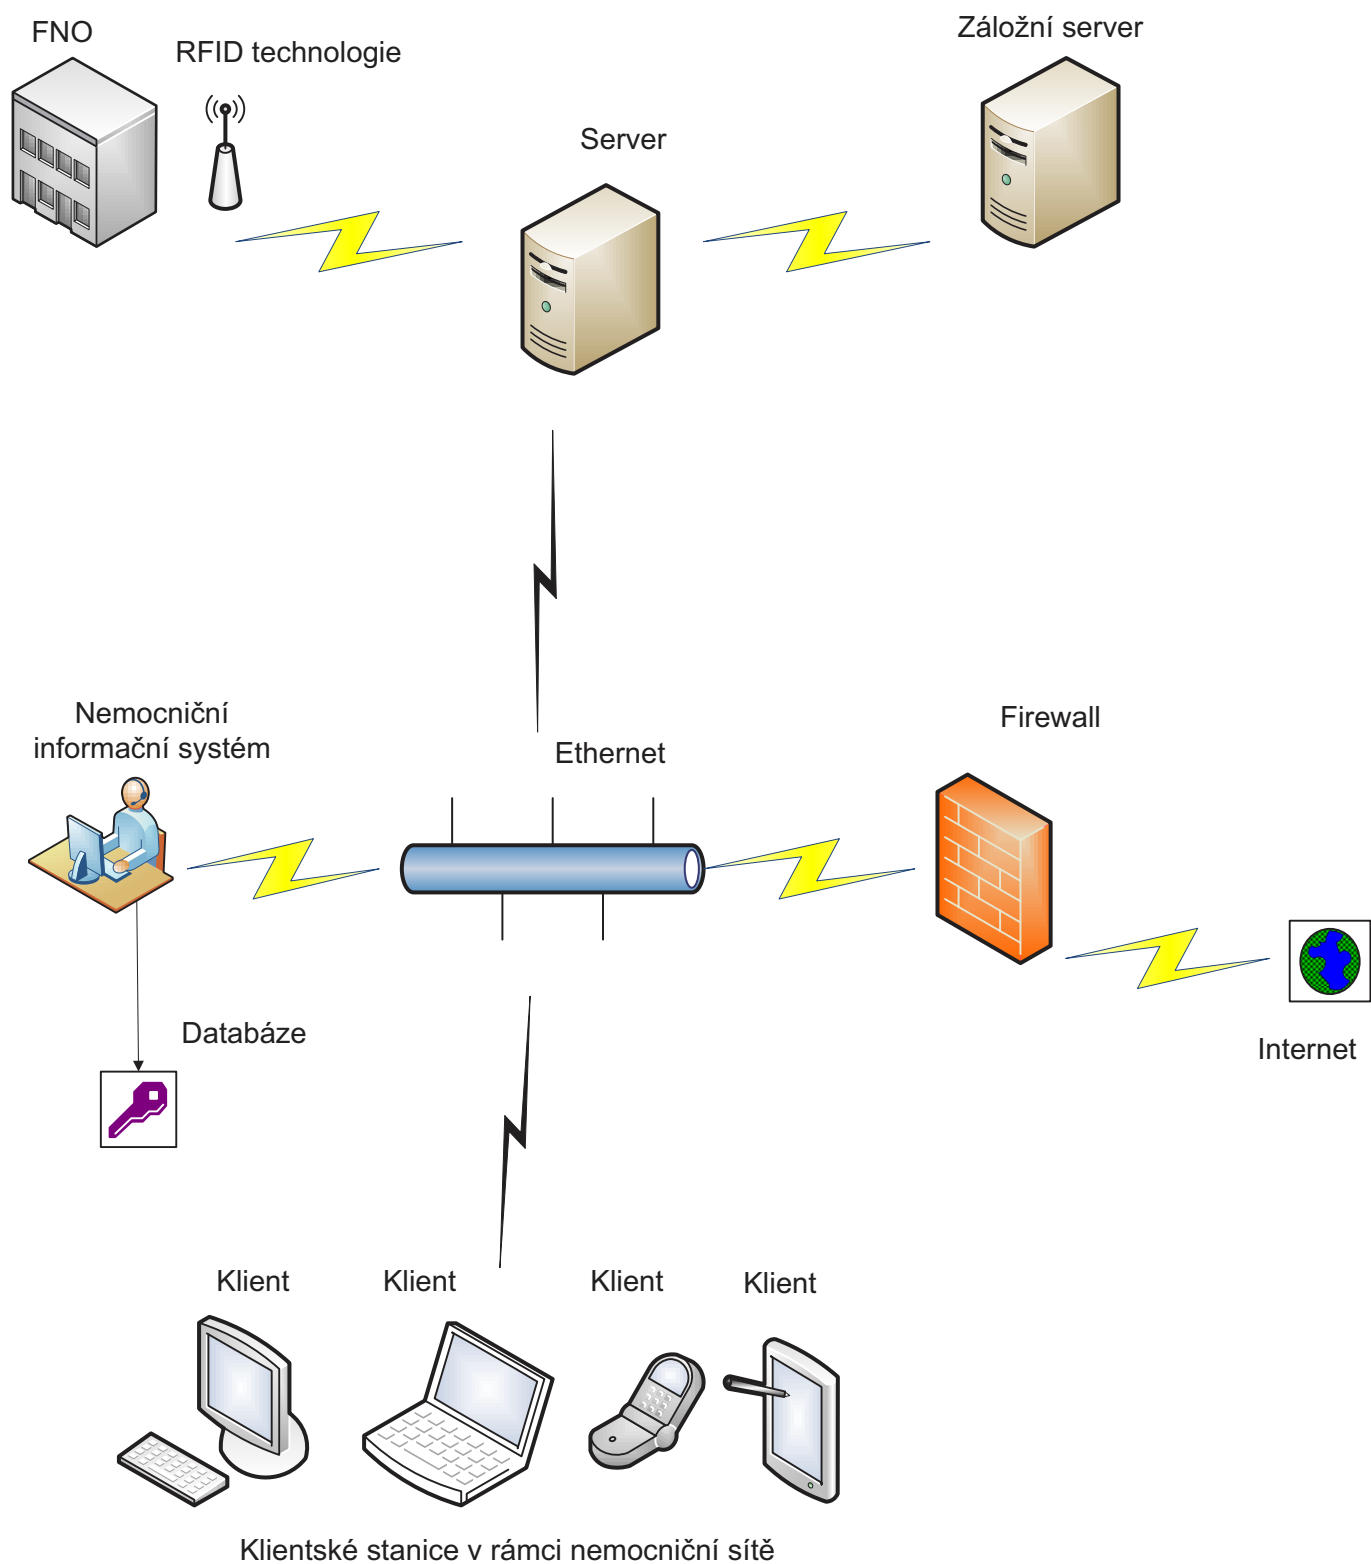 FNO
RFID technologie
Záložní server
Server
Nemocniční
informační systém
Ethernet
Firewall
Databáze
Internet
Klient
Klient
Klient
Klient
Klientské stanice v rámci nemocniční sítě